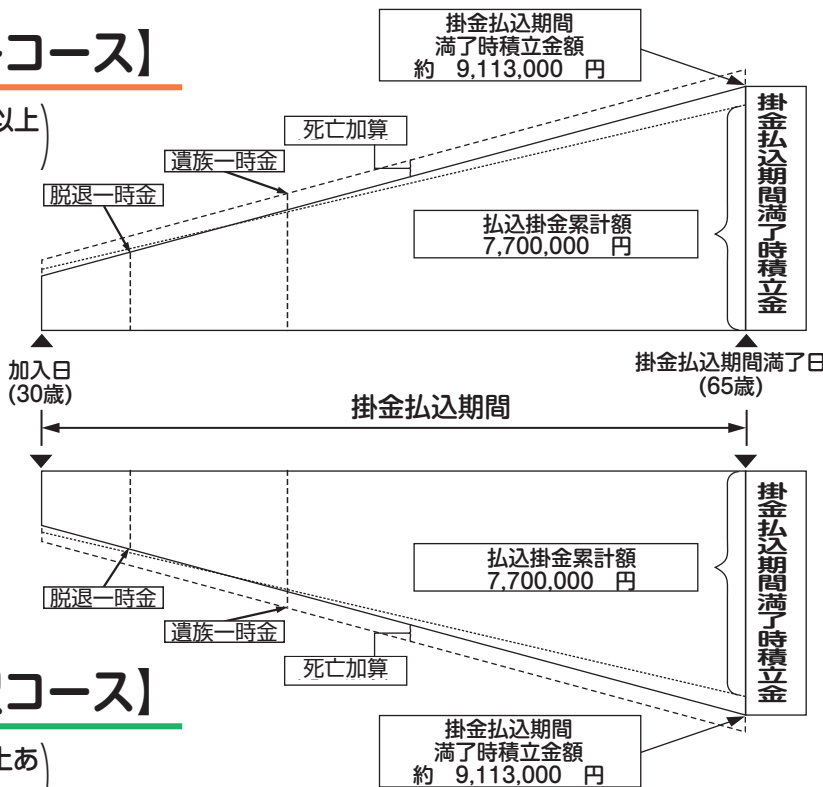 掛金払込期間
満了時積立金額
約 9,113,000 円
コース】
以上
死亡加算
遺族一時金
脱退一時金
払込掛金累計額
7,700,000 円
掛金払込期間満了時積立金
加入日
(30歳)
掛金払込期間満了日
(65歳)
掛金払込期間
払込掛金累計額
7,700,000 円
掛金払込期間満了時積立金
脱退一時金
遺族一時金
死亡加算
コース】
上あ
掛金払込期間
満了時積立金額
約 9,113,000 円